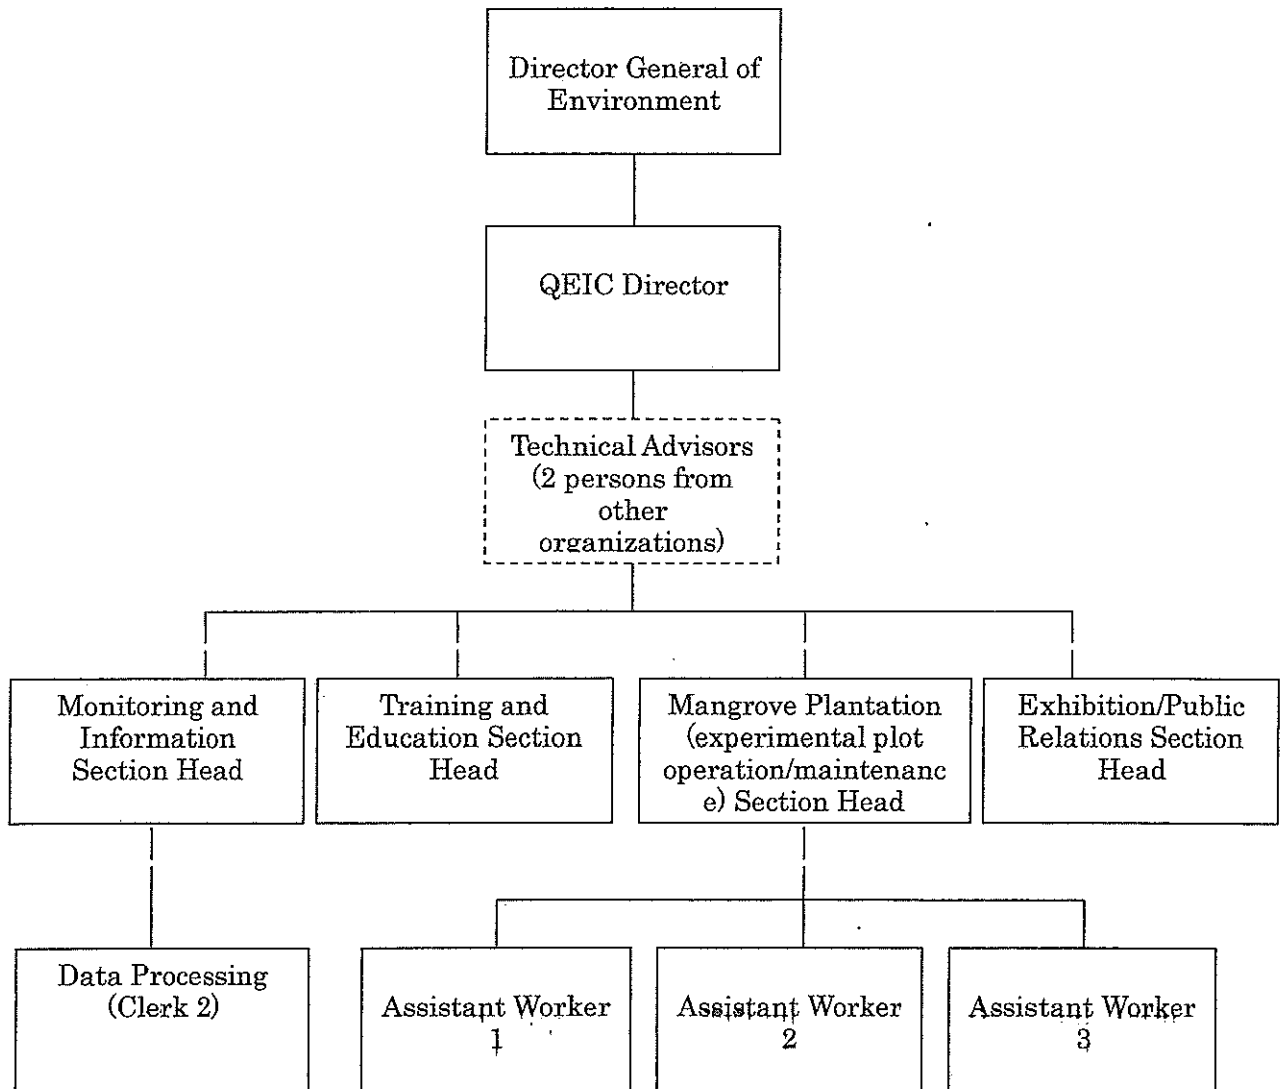 Director General of
Environment
QEIC Director
Technical Advisors
(2 persons from
other
organizations)
Monitoring and
Information
Section Head
Training and
Education Section
Head
Mangrove Plantation
(experimental plot
operation/maintenanc
e) Section Head
Exhibition/Public
Relations Section
Head
Data Processing
(Clerk 2)
Assistant Worker
1
Assistant Worker
2
Assistant Worker
3